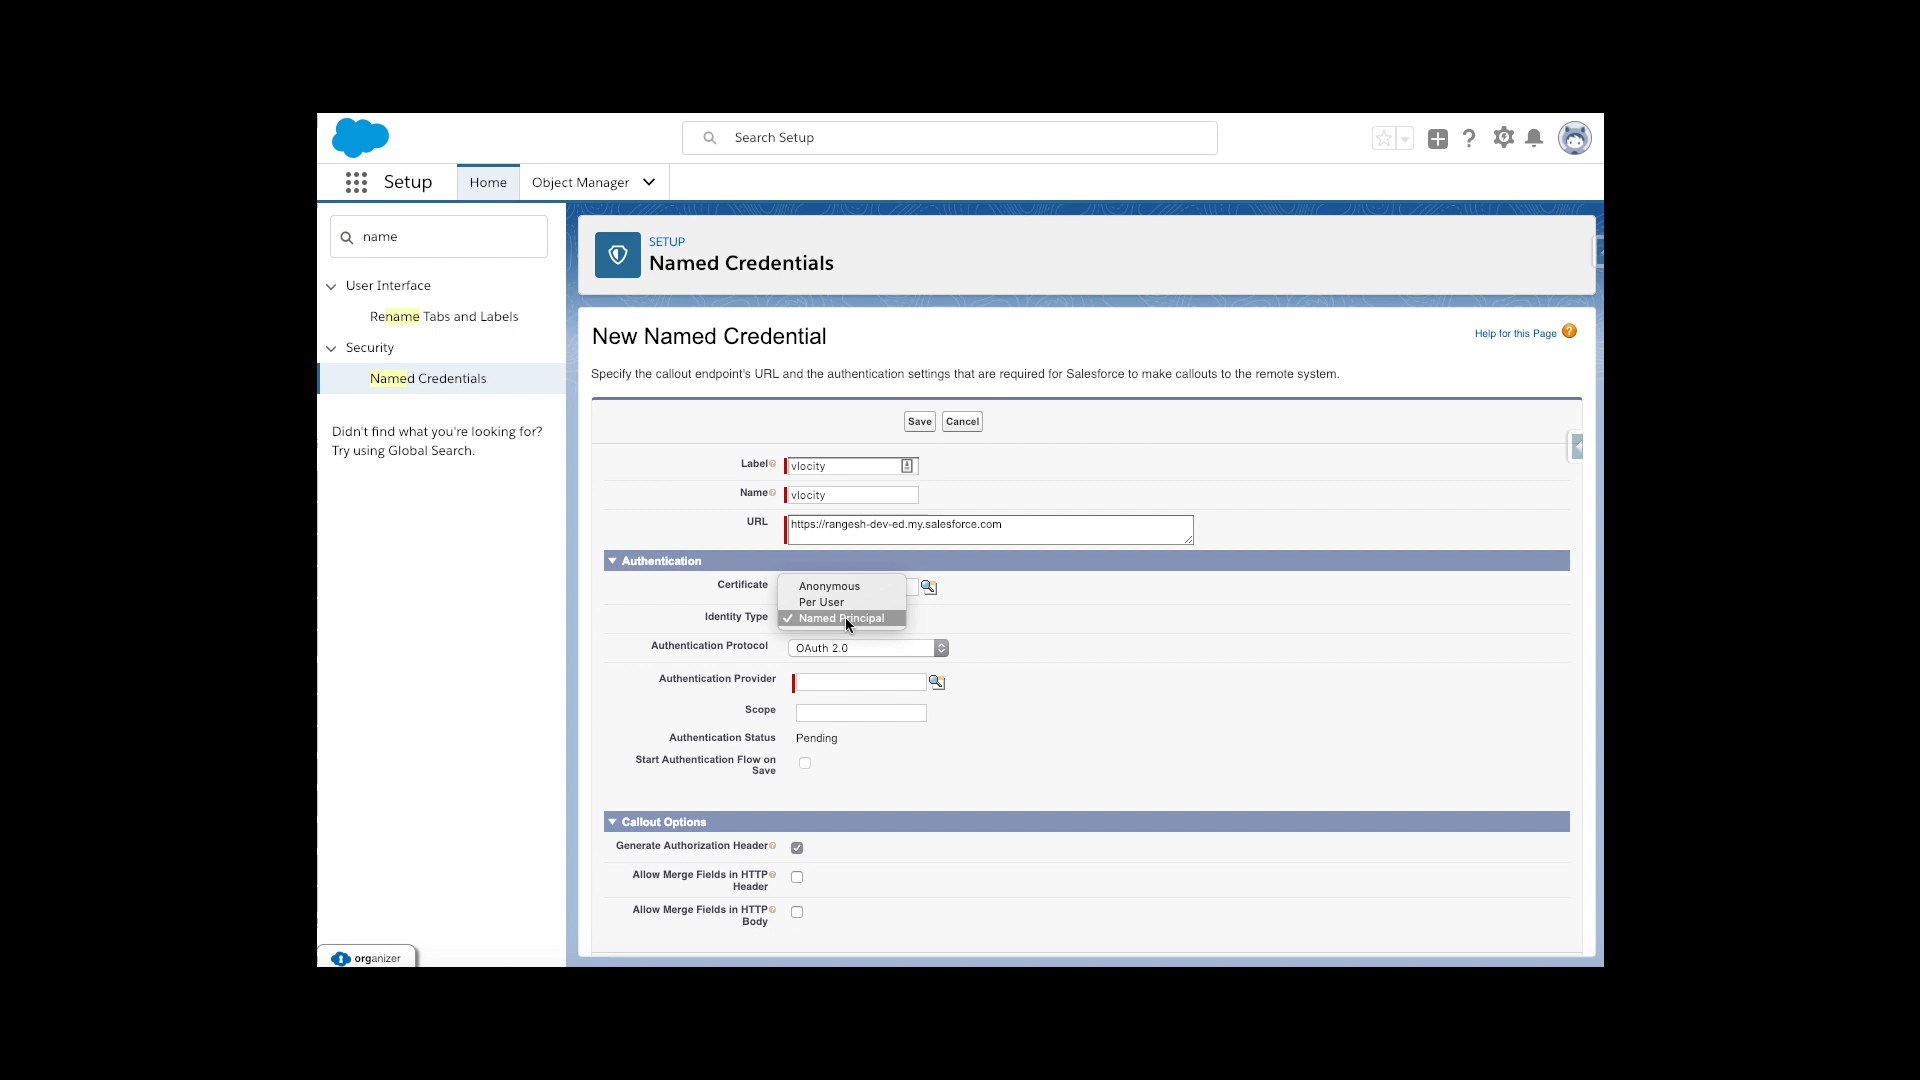 Search Setup
Setup
Home
Object Manager
name
User Interface
Rename Tabs and Labels
Security
Named Credentials
Didn't find what you're looking for?
Try using Global Search.
organizer
SETUP
Named Credentials
New Named Credential
Help for this Page
Specify the callout endpoint's URL and the authentication settings that are required for Salesforce to make callouts to the remote system.
Save Cancel
Label vlocity
Name vlocity
URL https://rangesh-dev-ed.my.salesforce.com
Authentication
Certificate
Anonymous
Per User
Identity Type Named Principal
Authentication Protocol OAuth 2.0
Authentication Provider
Scope
Authentication Status Pending
Start Authentication Flow on
Save
Callout Options
Generate Authorization Header
Allow Merge Fields in HTTP
Header
Allow Merge Fields in HTTP
Body